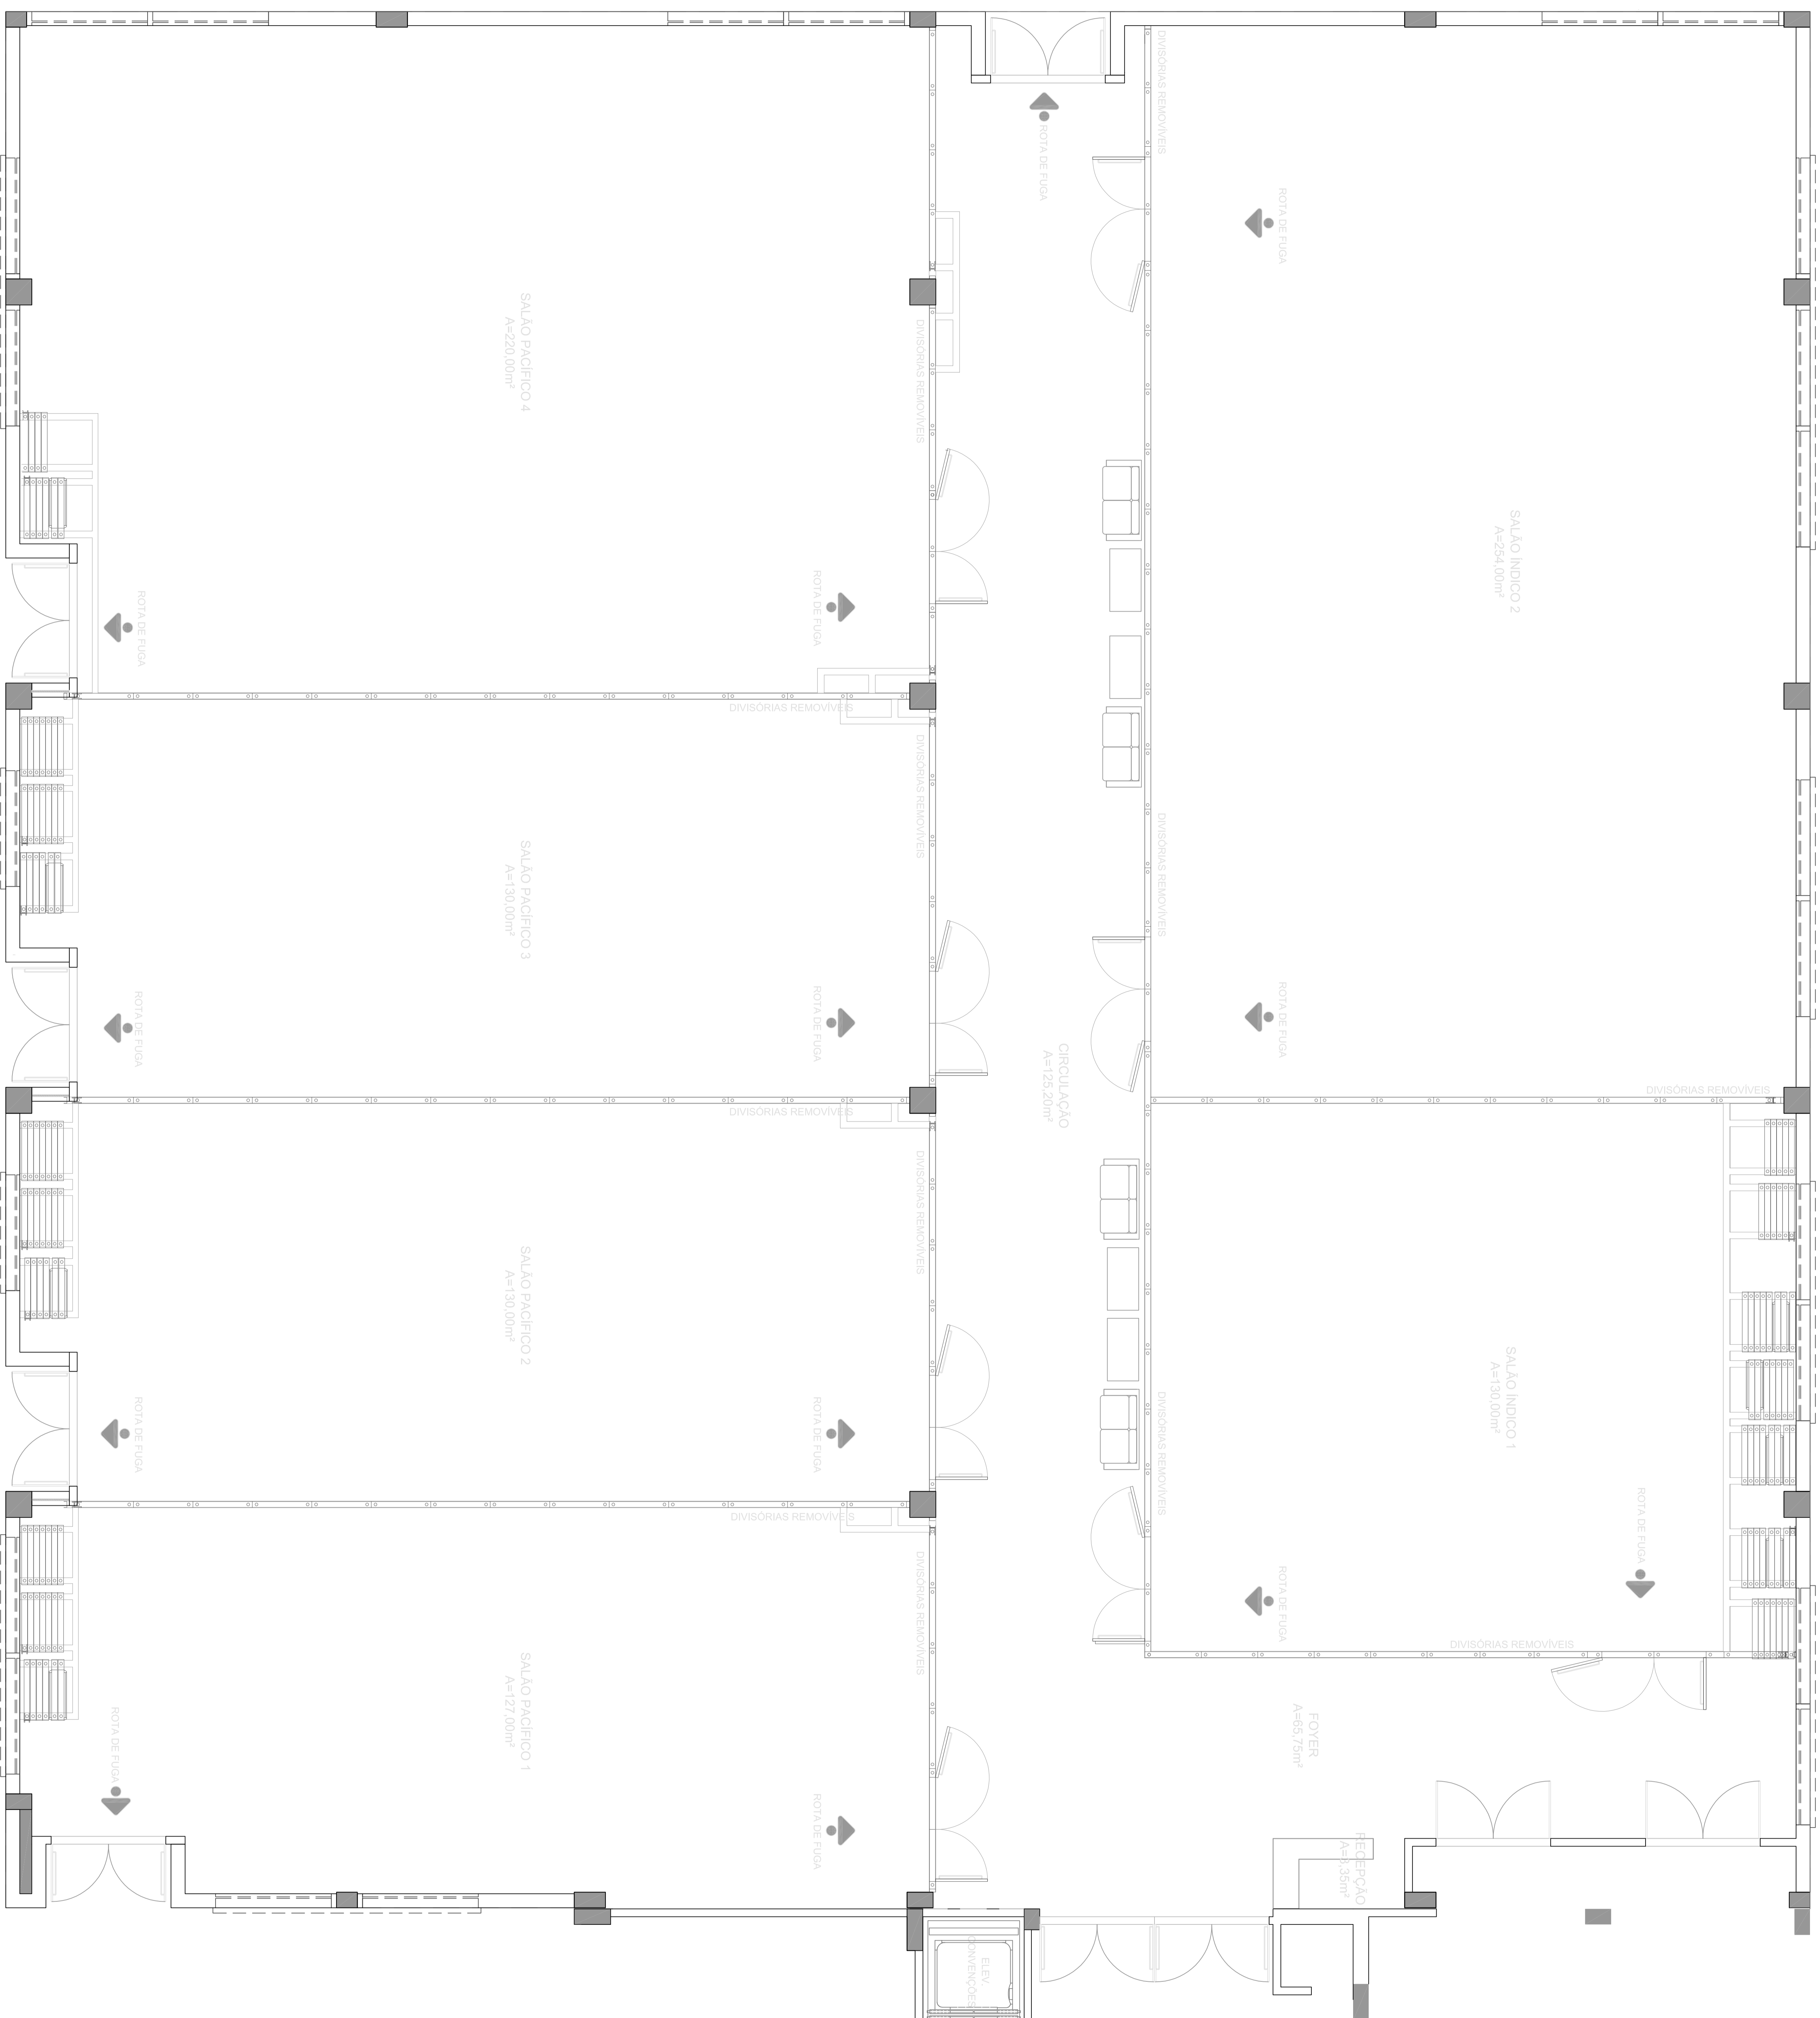 DIVISÓRIAS REMOVÍVEIS
ROTA DE FUGA
ROTA DE FUGA
SALÃO PACÍFICO 4
A=220,00m²
DIVISÓRIAS REMOVÍVEIS
SALÃO ÍNDICO 2
A=254,00m²
ROTA DE FUGA
ROTA DE FUGA
DIVISÓRIAS REMOVÍVEIS
DIVISÓRIAS REMOVÍVEIS
DIVISÓRIAS REMOVÍVEIS
SALÃO PACÍFICO 3
A=130,00m²
ROTA DE FUGA
ROTA DE FUGA
ROTA DE FUGA
CIRCULAÇÃO
A=125,20m²
DIVISÓRIAS REMOVÍVEIS
DIVISÓRIAS REMOVÍVEIS
DIVISÓRIAS REMOVÍVEIS
SALÃO PACÍFICO 2
A=130,00m²
SALÃO ÍNDICO 1
A=130,00m²
ROTA DE FUGA
ROTA DE FUGA
DIVISÓRIAS REMOVÍVEIS
ROTA DE FUGA
DIVISÓRIAS REMOVÍVEIS
DIVISÓRIAS REMOVÍVEIS
ROTA DE FUGA
DIVISÓRIAS REMOVÍVEIS
SALÃO PACÍFICO 1
A=127,00m²
ROTA DE FUGA
FOYER
A=65,75m²
ROTA DE FUGA
RECEPÇÃO
ELEV.
CONVENÇÕES